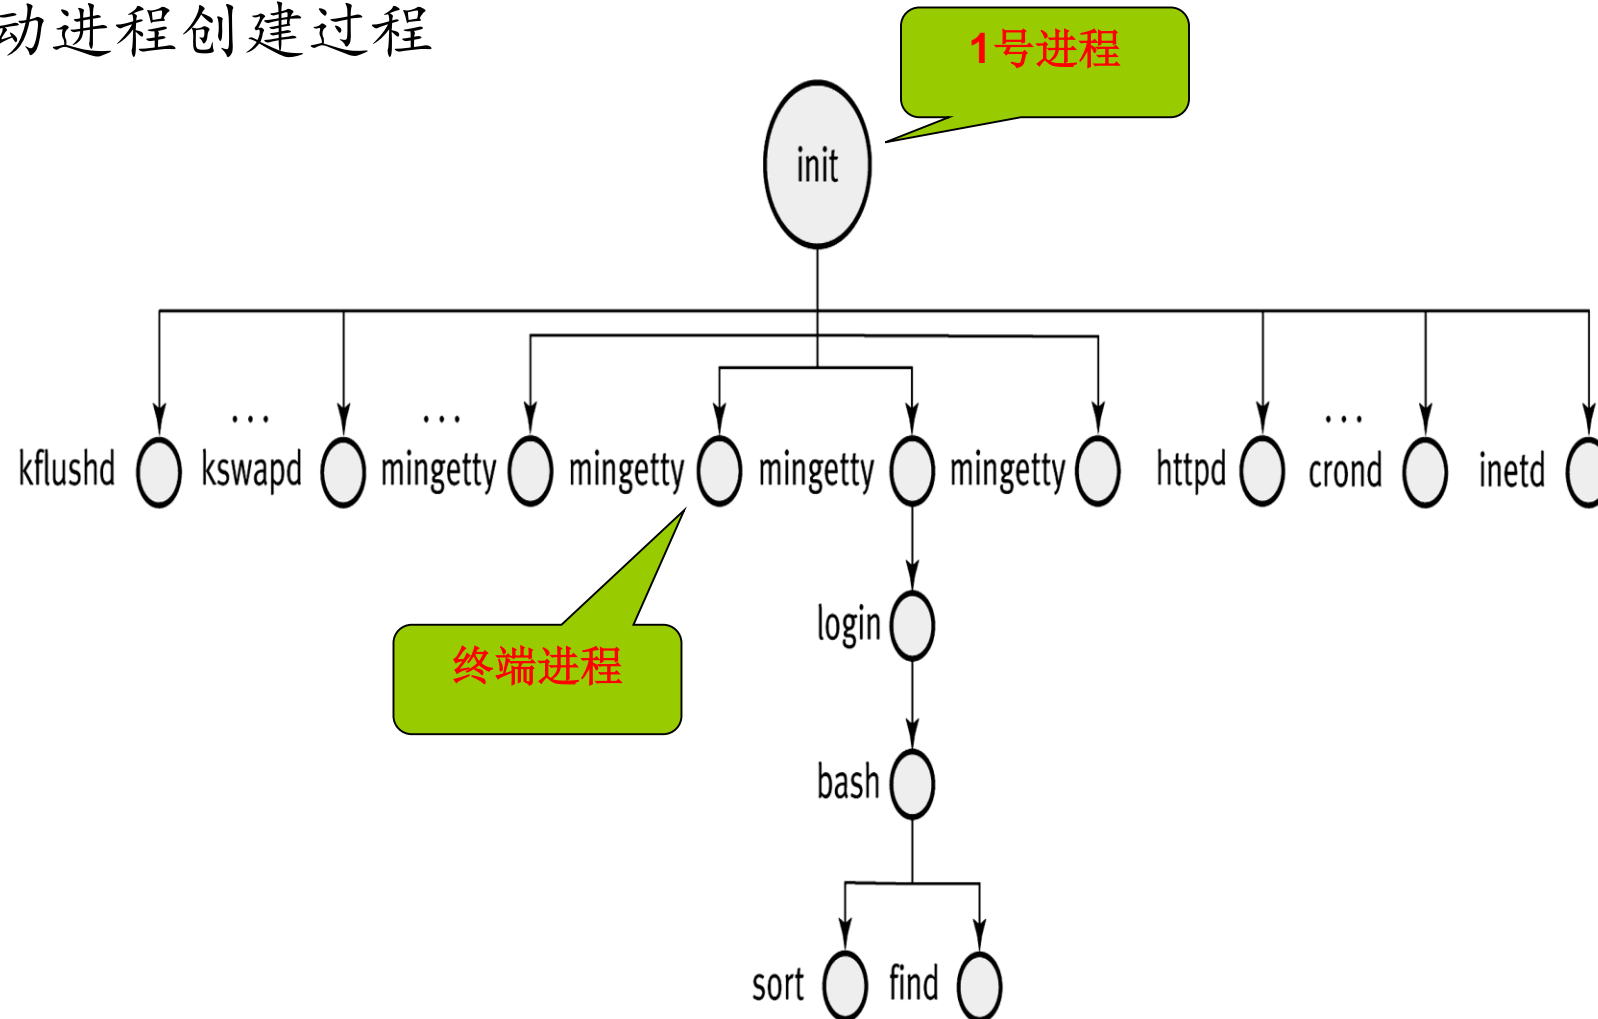 动进程创建过程
1号进程
init
... ... ...
kflushd kswapd mingetty mingetty mingetty mingetty httpd crond inetd
login
终端进程
bash
sort find